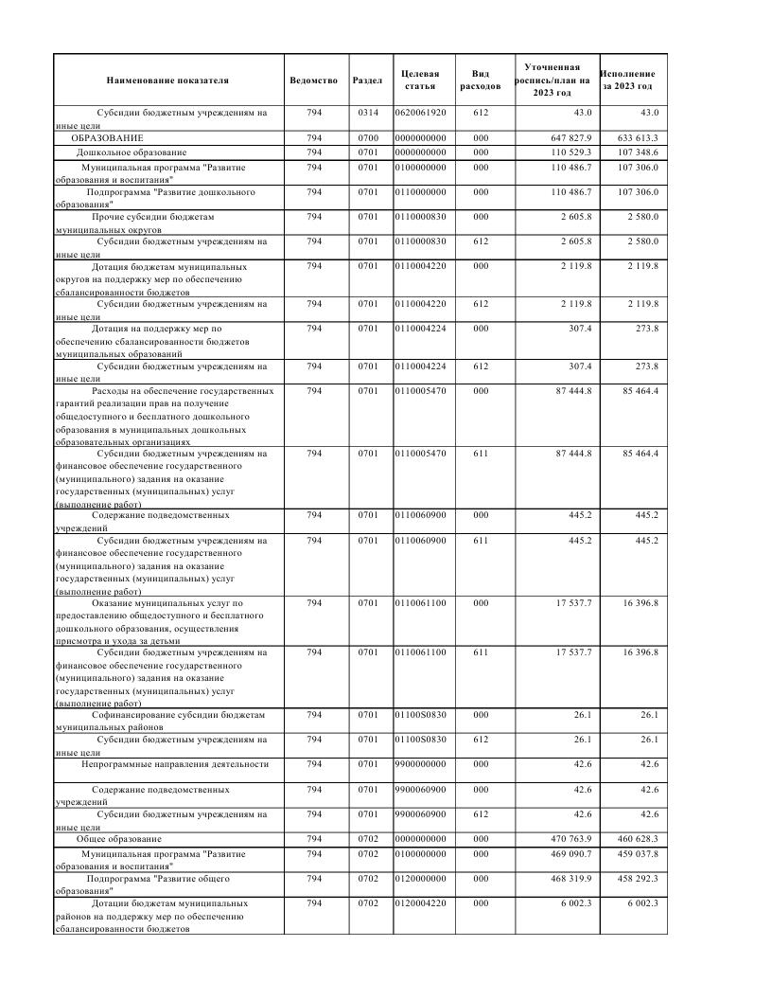 Наименование показателя Ведомство Раздел Целевая статья Вид расходов Уточненная роспись/план на 2023 год Исполнение за 2023 год
Субсидии бюджетным учреждениям на 794 0314 0620061920 612 43.0 43.0
иные цели
ОБРАЗОВАНИЕ 794 0700 0000000000 000 647 827.9 633 613.3
Дошкольное образование 794 0701 0000000000 000 110 529.3 107 348.6
Муниципальная программа "Развитие 794 0701 0100000000 000 110 486.7 107 306.0
образования и воспитания"
Подпрограмма "Развитие дошкольного 794 0701 0110000000 000 110 486.7 107 306.0
образования"
Прочие субсидии бюджетам 794 0701 0110000830 000 2 605.8 2 580.0
муниципальных округов
Субсидии бюджетным учреждениям на 794 0701 0110000830 612 2 605.8 2 580.0
иные цели
Дотация бюджетам муниципальных 794 0701 0110004220 000 2 119.8 2 119.8
округов на поддержку мер по обеспечению
сбалансированности бюджетов
Субсидии бюджетным учреждениям на 794 0701 0110004220 612 2 119.8 2 119.8
иные цели
Дотация на поддержку мер по 794 0701 0110004224 000 307.4 273.8
обеспечению сбалансированности бюджетов
муниципальных образований
Субсидии бюджетным учреждениям на 794 0701 0110004224 612 307.4 273.8
иные цели
Расходы на обеспечение государственных 794 0701 0110005470 000 87 444.8 85 464.4
гарантий реализации прав на получение
общедоступного и бесплатного дошкольного
образования в муниципальных дошкольных
образовательных организациях
Субсидии бюджетным учреждениям на 794 0701 0110005470 611 87 444.8 85 464.4
финансовое обеспечение государственного
(муниципального) задания на оказание
государственных (муниципальных) услуг
(выполнение работ)
Содержание подведомственных 794 0701 0110060900 000 445.2 445.2
учреждений
Субсидии бюджетным учреждениям на 794 0701 0110060900 611 445.2 445.2
финансовое обеспечение государственного
(муниципального) задания на оказание
государственных (муниципальных) услуг
(выполнение работ)
Оказание муниципальных услуг по 794 0701 0110061100 000 17 537.7 16 396.8
предоставлению общедоступного и бесплатного
дошкольного образования, осуществления
присмотра и ухода за детьми
Субсидии бюджетным учреждениям на 794 0701 0110061100 611 17 537.7 16 396.8
финансовое обеспечение государственного
(муниципального) задания на оказание
государственных (муниципальных) услуг
(выполнение работ)
Софинансирование субсидии бюджетам 794 0701 01100S0830 000 26.1 26.1
муниципальных районов
Субсидии бюджетным учреждениям на 794 0701 01100S0830 612 26.1 26.1
иные цели
Непрограммные направления деятельности 794 0701 9900000000 000 42.6 42.6
Содержание подведомственных 794 0701 9900060900 000 42.6 42.6
учреждений
Субсидии бюджетным учреждениям на 794 0701 9900060900 612 42.6 42.6
иные цели
Общее образование 794 0702 0000000000 000 470 763.9 460 628.3
Муниципальная программа "Развитие 794 0702 0100000000 000 469 090.7 459 037.8
образования и воспитания"
Подпрограмма "Развитие общего 794 0702 0120000000 000 468 319.9 458 292.3
образования"
Дотации бюджетам муниципальных 794 0702 0120004220 000 6 002.3 6 002.3
районов на поддержку мер по обеспечению
сбалансированности бюджетов